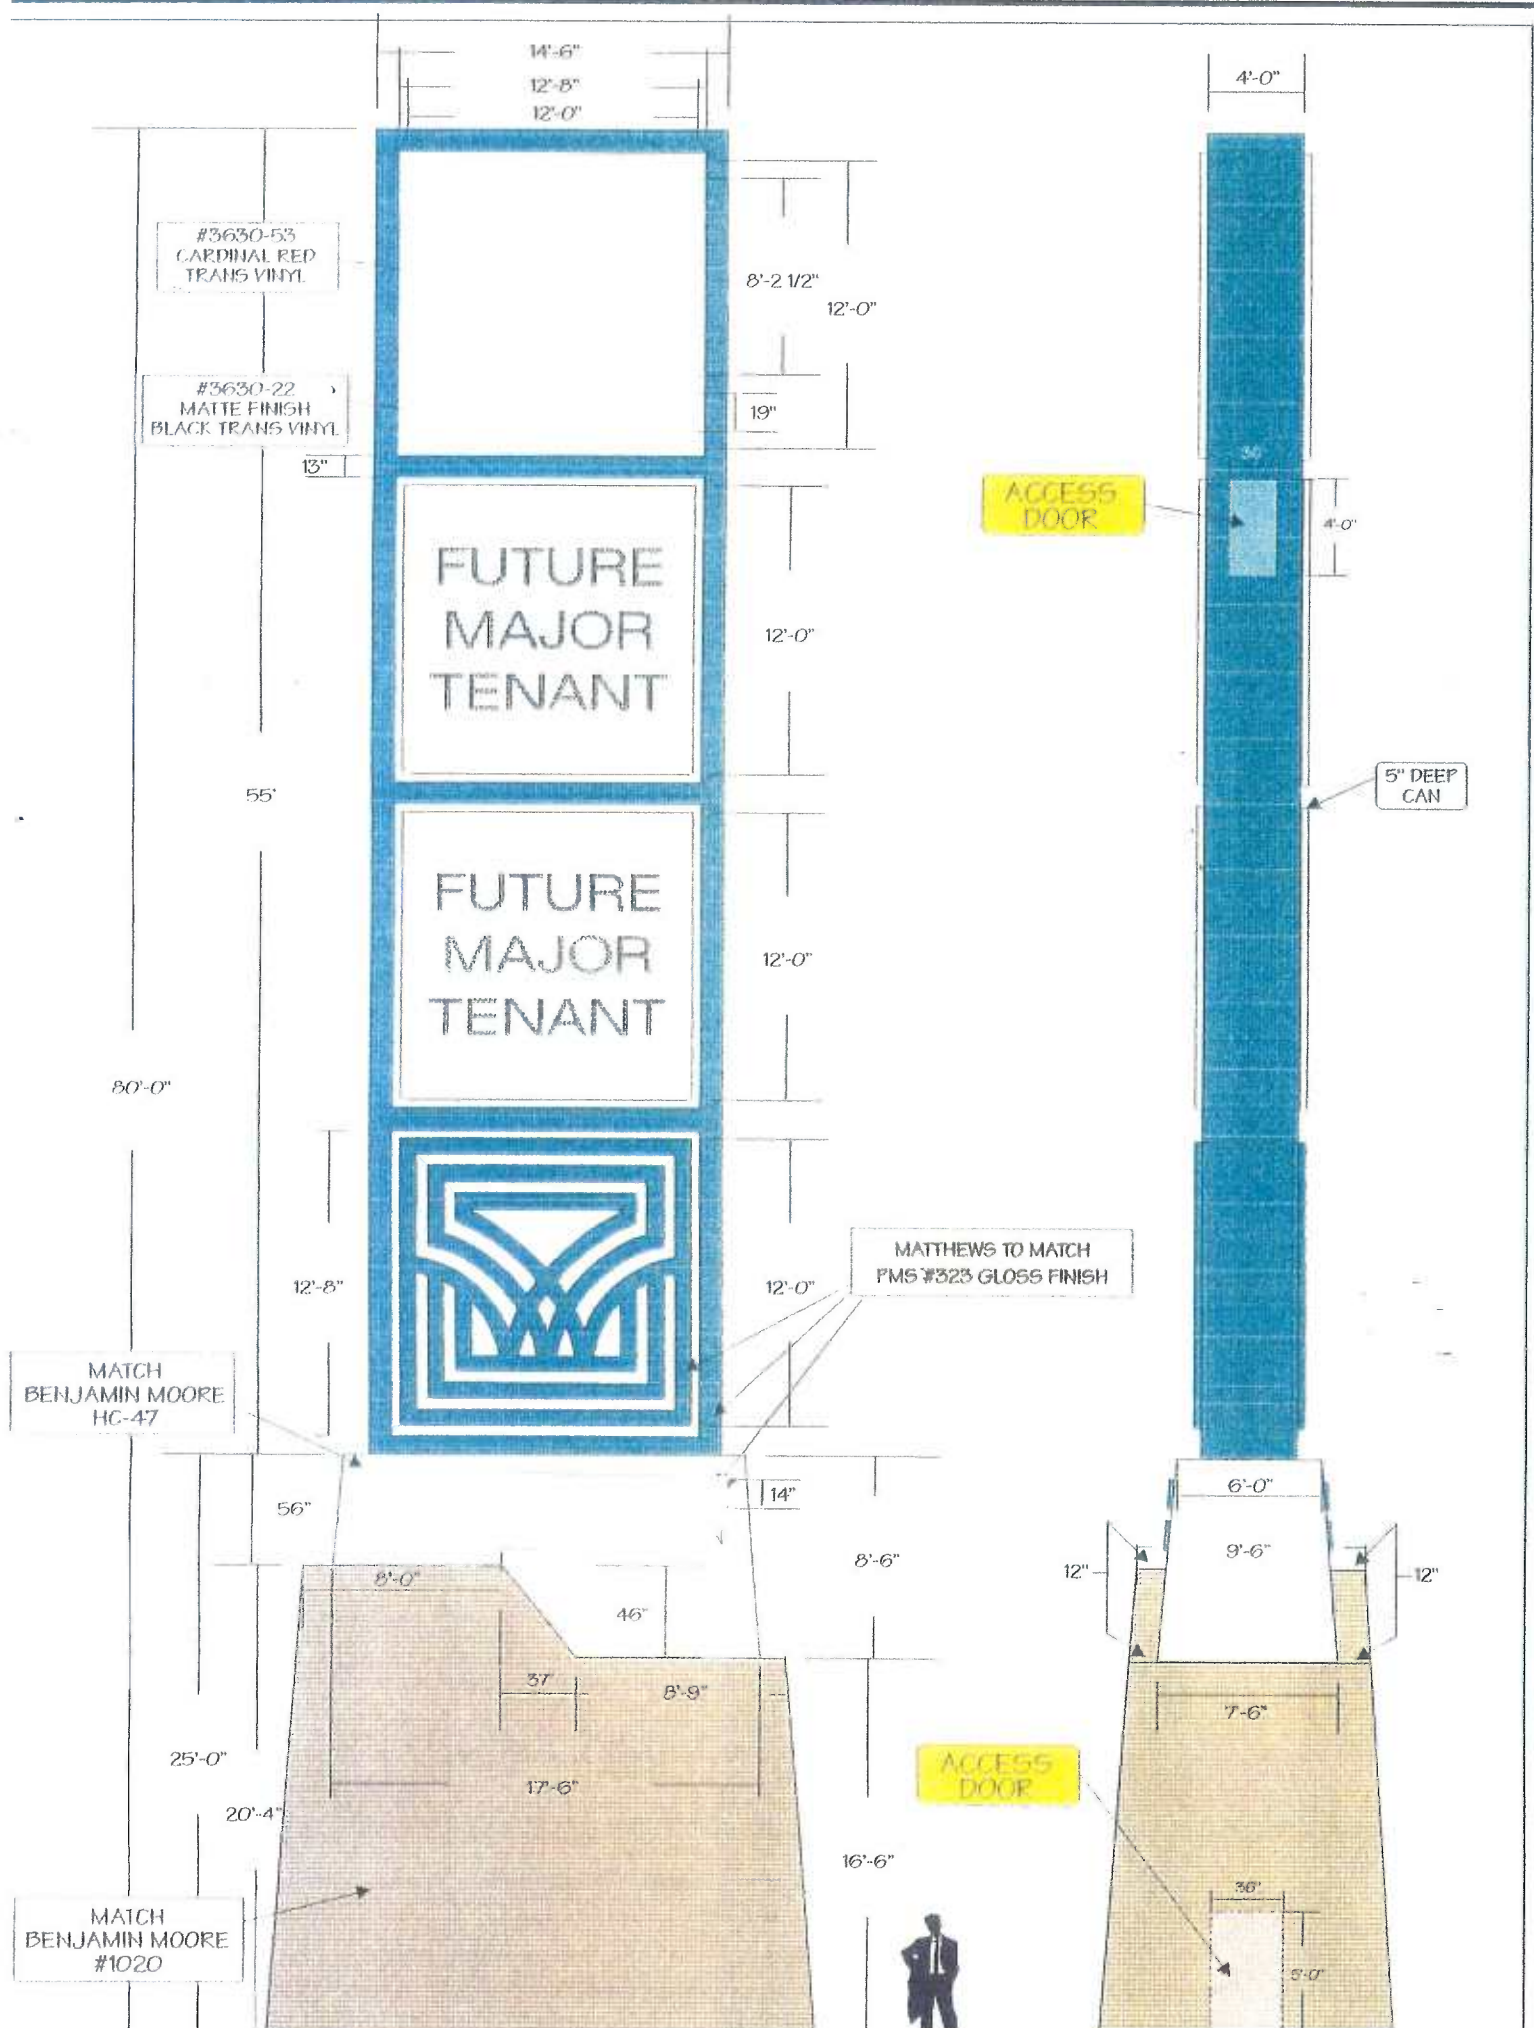 14'-6"
12'-8"
12'-0"
4'-0"
#3630-53
CARDINAL RED
TRANS VINYL
8'-2 1/2"
12'-0"
#3630-22
MATTE FINISH
BLACK TRANS VINYL
19"
13"
30
ACCESS
DOOR
4'-0"
FUTURE
MAJOR
TENANT
12'-0"
55'
5" DEEP
CAN
FUTURE
MAJOR
TENANT
12'-0"
80'-0"
12'-8"
12'-0"
MATTHEWS TO MATCH
PMS #323 GLOSS FINISH
MATCH
BENJAMIN MOORE
HC-47
56"
14"
8'-6"
6'-0"
9'-6"
12"
12"
8'-0"
46"
37"
8'-9"
7'-6"
25'-0"
17'-6"
20'-4"
ACCESS
DOOR
16'-6"
36"
5'-0"
MATCH
BENJAMIN MOORE
#1020